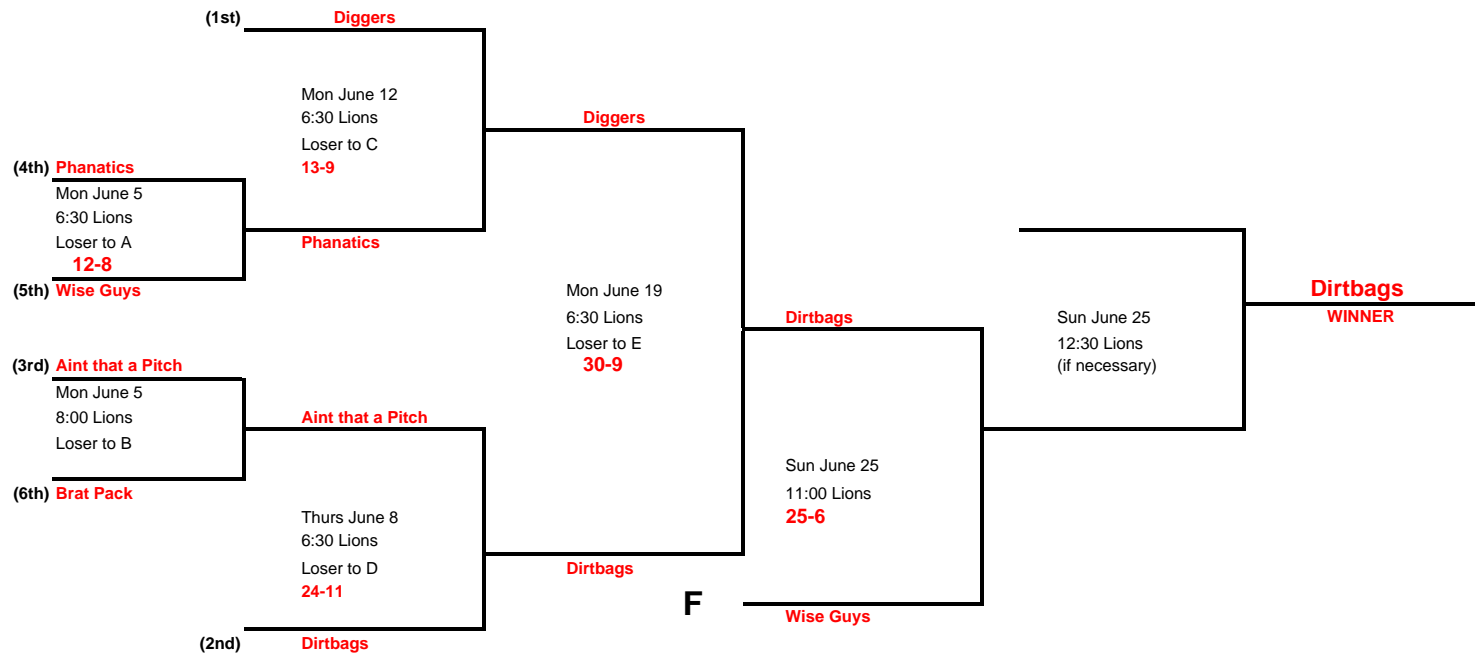 (1st) Diggers
Mon June 12
6:30 Lions
Loser to C
13-9
Diggers
(4th) Phanatics
Mon June 5
6:30 Lions
Loser to A
12-8
(5th) Wise Guys
Phanatics
Mon June 19
6:30 Lions
Loser to E
30-9
(3rd) Aint that a Pitch
Mon June 5
8:00 Lions
Loser to B
(6th) Brat Pack
Aint that a Pitch
Thurs June 8
6:30 Lions
Loser to D
24-11
(2nd) Dirtbags
Dirtbags
Dirtbags
Sun June 25
11:00 Lions
25-6
F
Wise Guys
Sun June 25
12:30 Lions
(if necessary)
Dirtbags
WINNER